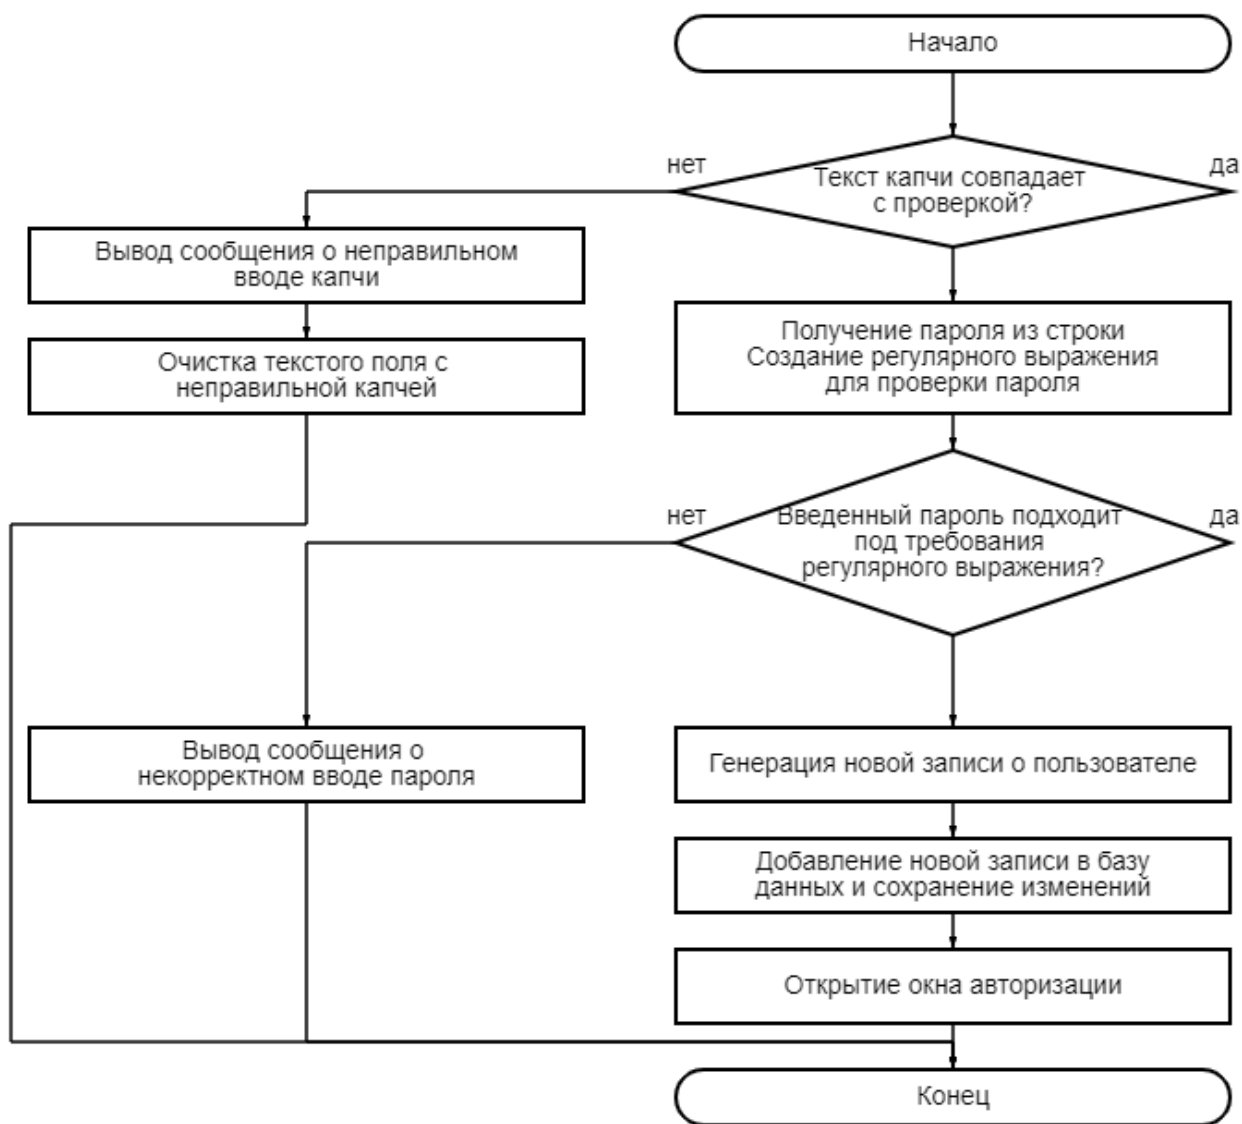 Начало
нет
да
Текст капчи совпадает
с проверкой?
Вывод сообщения о неправильном
вводе капчи
Очистка текстого поля с
неправильной капчей
Получение пароля из строки
Создание регулярного выражения
для проверки пароля
нет
да
Введенный пароль подходит
под требования
регулярного выражения?
Вывод сообщения о
некорректном вводе пароля
Генерация новой записи о пользователе
Добавление новой записи в базу
данных и сохранение изменений
Открытие окна авторизации
Конец